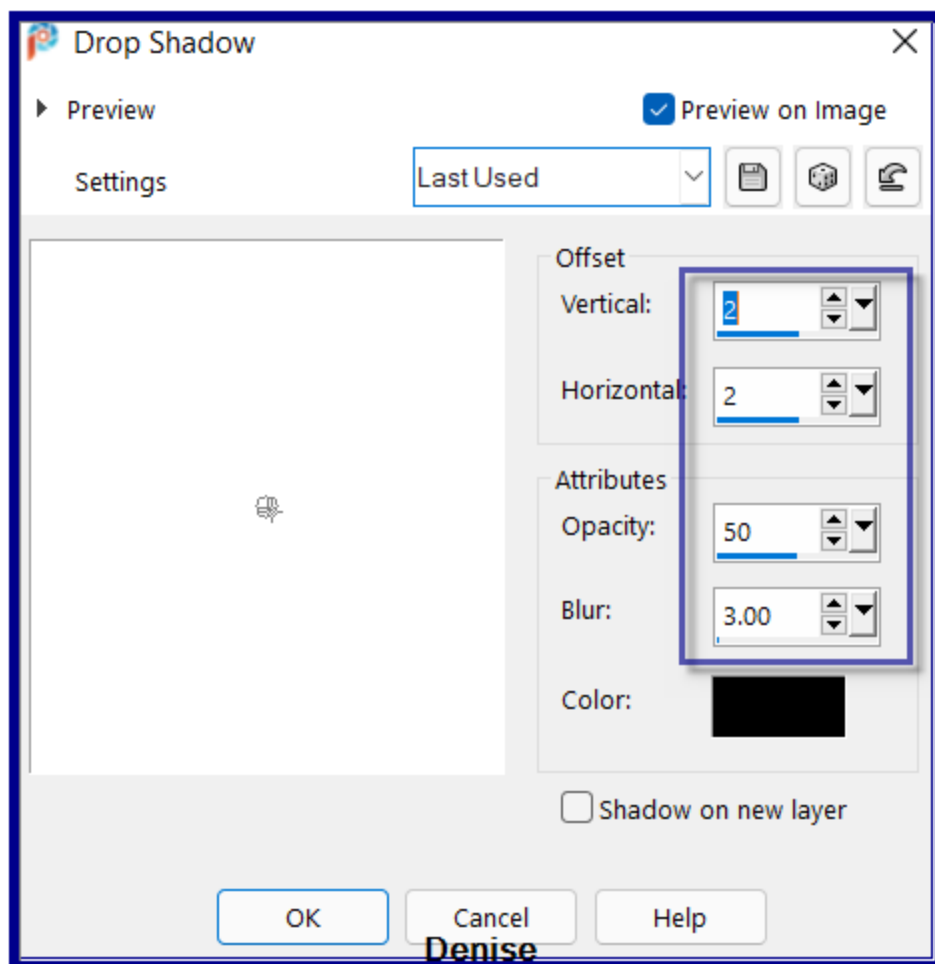 Drop Shadow
Preview
Preview on Image
Settings
Last Used
Offset
Vertical:
2
Horizontal:
2
Attributes
Opacity:
50
Blur:
3.00
Color:
Shadow on new layer
OK
Cancel
Help
Denise